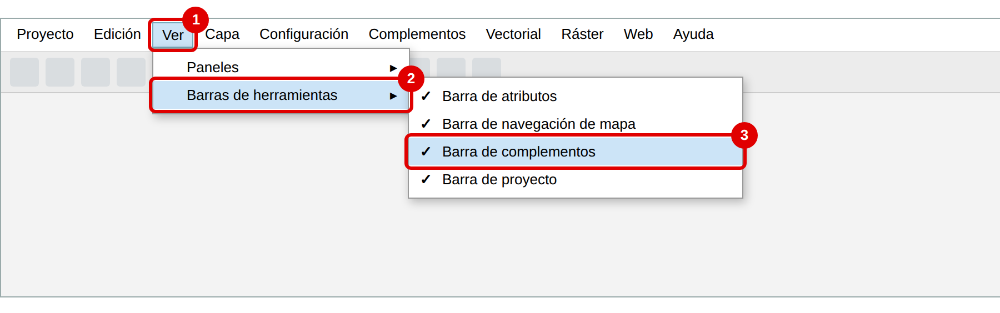 Proyecto Edición Ver 1 Capa Configuración Complementos Vectorial Ráster Web Ayuda
Paneles ▶
Barras de herramientas ▶ 2
✓ Barra de atributos
✓ Barra de navegación de mapa
✓ Barra de complementos 3
✓ Barra de proyecto